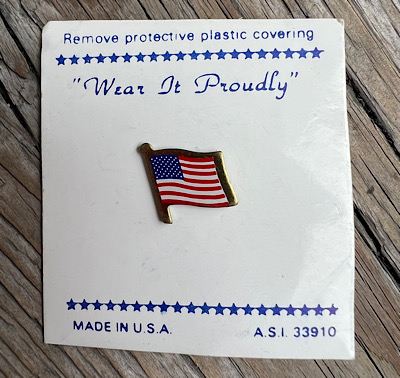 Remove protective plastic covering
"Wear It Proudly"
MADE IN U.S.A. A.S.I. 33910